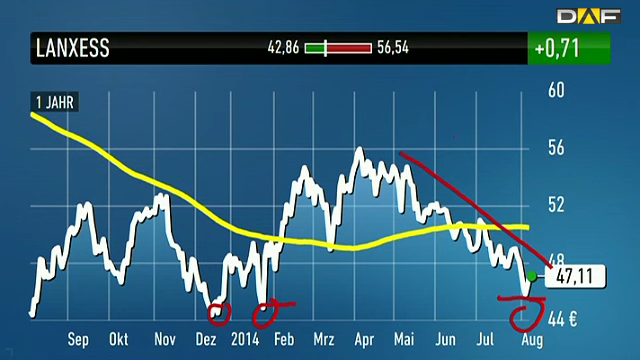 DAF
LANXESS 42,86 56,54 +0,71
1 JAHR
60
56
52
48
47,11
44 €
Sep Okt Nov Dez 2014 Feb Mrz Apr Mai Jun Jul Aug